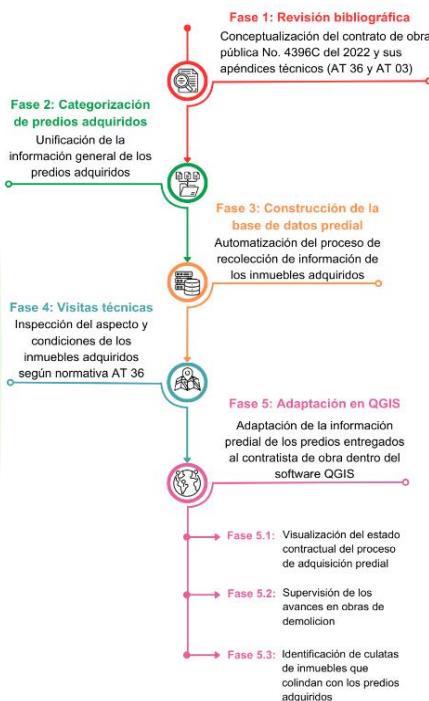 Fase 1: Revisión bibliográfica
Conceptualización del contrato de obra
pública No. 4396C del 2022 y sus
apéndices técnicos (AT 36 y AT 03)
Fase 2: Categorización
de predios adquiridos
Unificación de la
información general de los
predios adquiridos
Fase 3: Construcción de la
base de datos predial
Automatización del proceso de
recolección de información de
los inmuebles adquiridos
Fase 4: Visitas técnicas
Inspección del aspecto y
condiciones de los
inmuebles adquiridos
según normativa AT 36
Fase 5: Adaptación en QGIS
Adaptación de la información
predial de los predios entregados
al contratista de obra dentro del
software QGIS
Fase 5.1: Visualización del estado
contractual del proceso
de adquisición predial
Fase 5.2: Supervisión de los
avances en obras de
demolicion
Fase 5.3: Identificación de culatas
de inmuebles que
colindan con los predios
adquiridos